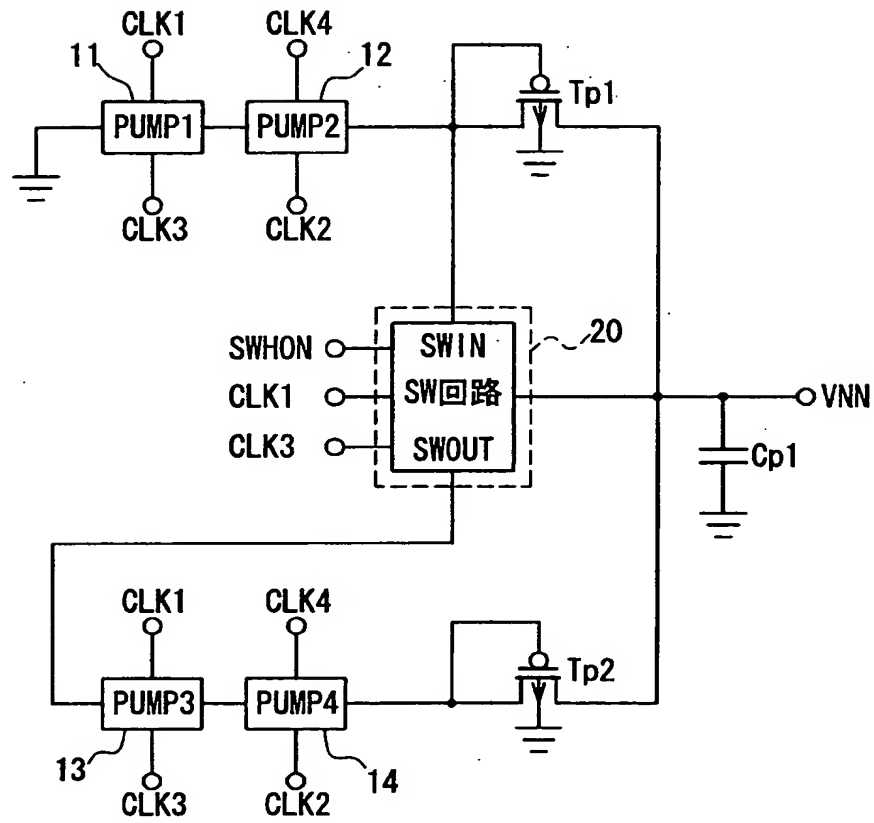 CLK1 CLK4
11 12
PUMP1 PUMP2 Tp1
CLK3 CLK2
SWHON SWIN 20
CLK1 SW回路 VNN
CLK3 SWOUT Cp1
CLK1 CLK4
PUMP3 PUMP4 Tp2
13 14
CLK3 CLK2